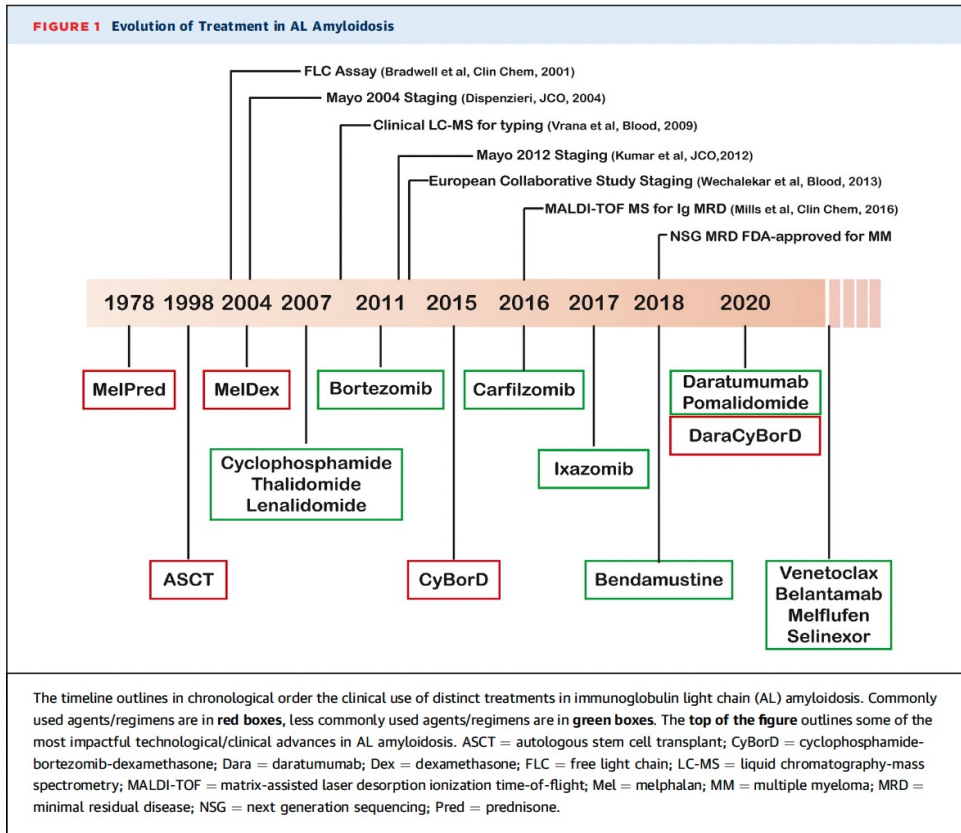 FIGURE 1 Evolution of Treatment in AL Amyloidosis
FLC Assay (Bradwell et al, Clin Chem, 2001)
Mayo 2004 Staging (Dispenzieri, JCO, 2004)
Clinical LC-MS for typing (Vrana et al, Blood, 2009)
Mayo 2012 Staging (Kumar et al, JCO,2012)
European Collaborative Study Staging (Wechalekar et al, Blood, 2013)
MALDI-TOF MS for Ig MRD (Mills et al, Clin Chem, 2016)
NSG MRD FDA-approved for MM
1978 1998 2004 2007 2011 2015 2016 2017 2018 2020
MelPred
MelDex
Bortezomib
Carfilzomib
Daratumumab
Pomalidomide
DaraCyBorD
Cyclophosphamide
Thalidomide
Lenalidomide
Ixazomib
ASCT
CyBorD
Bendamustine
Venetoclax
Belantamab
Melflufen
Selinexor
The timeline outlines in chronological order the clinical use of distinct treatments in immunoglobulin light chain (AL) amyloidosis. Commonly
used agents/regimens are in red boxes, less commonly used agents/regimens are in green boxes. The top of the figure outlines some of the
most impactful technological/clinical advances in AL amyloidosis. ASCT = autologous stem cell transplant; CyBorD = cyclophosphamide-
bortezomib-dexamethasone; Dara = daratumumab; Dex = dexamethasone; FLC = free light chain; LC-MS = liquid chromatography-mass
spectrometry; MALDI-TOF = matrix-assisted laser desorption ionization time-of-flight; Mel = melphalan; MM = multiple myeloma; MRD =
minimal residual disease; NSG = next generation sequencing; Pred = prednisone.